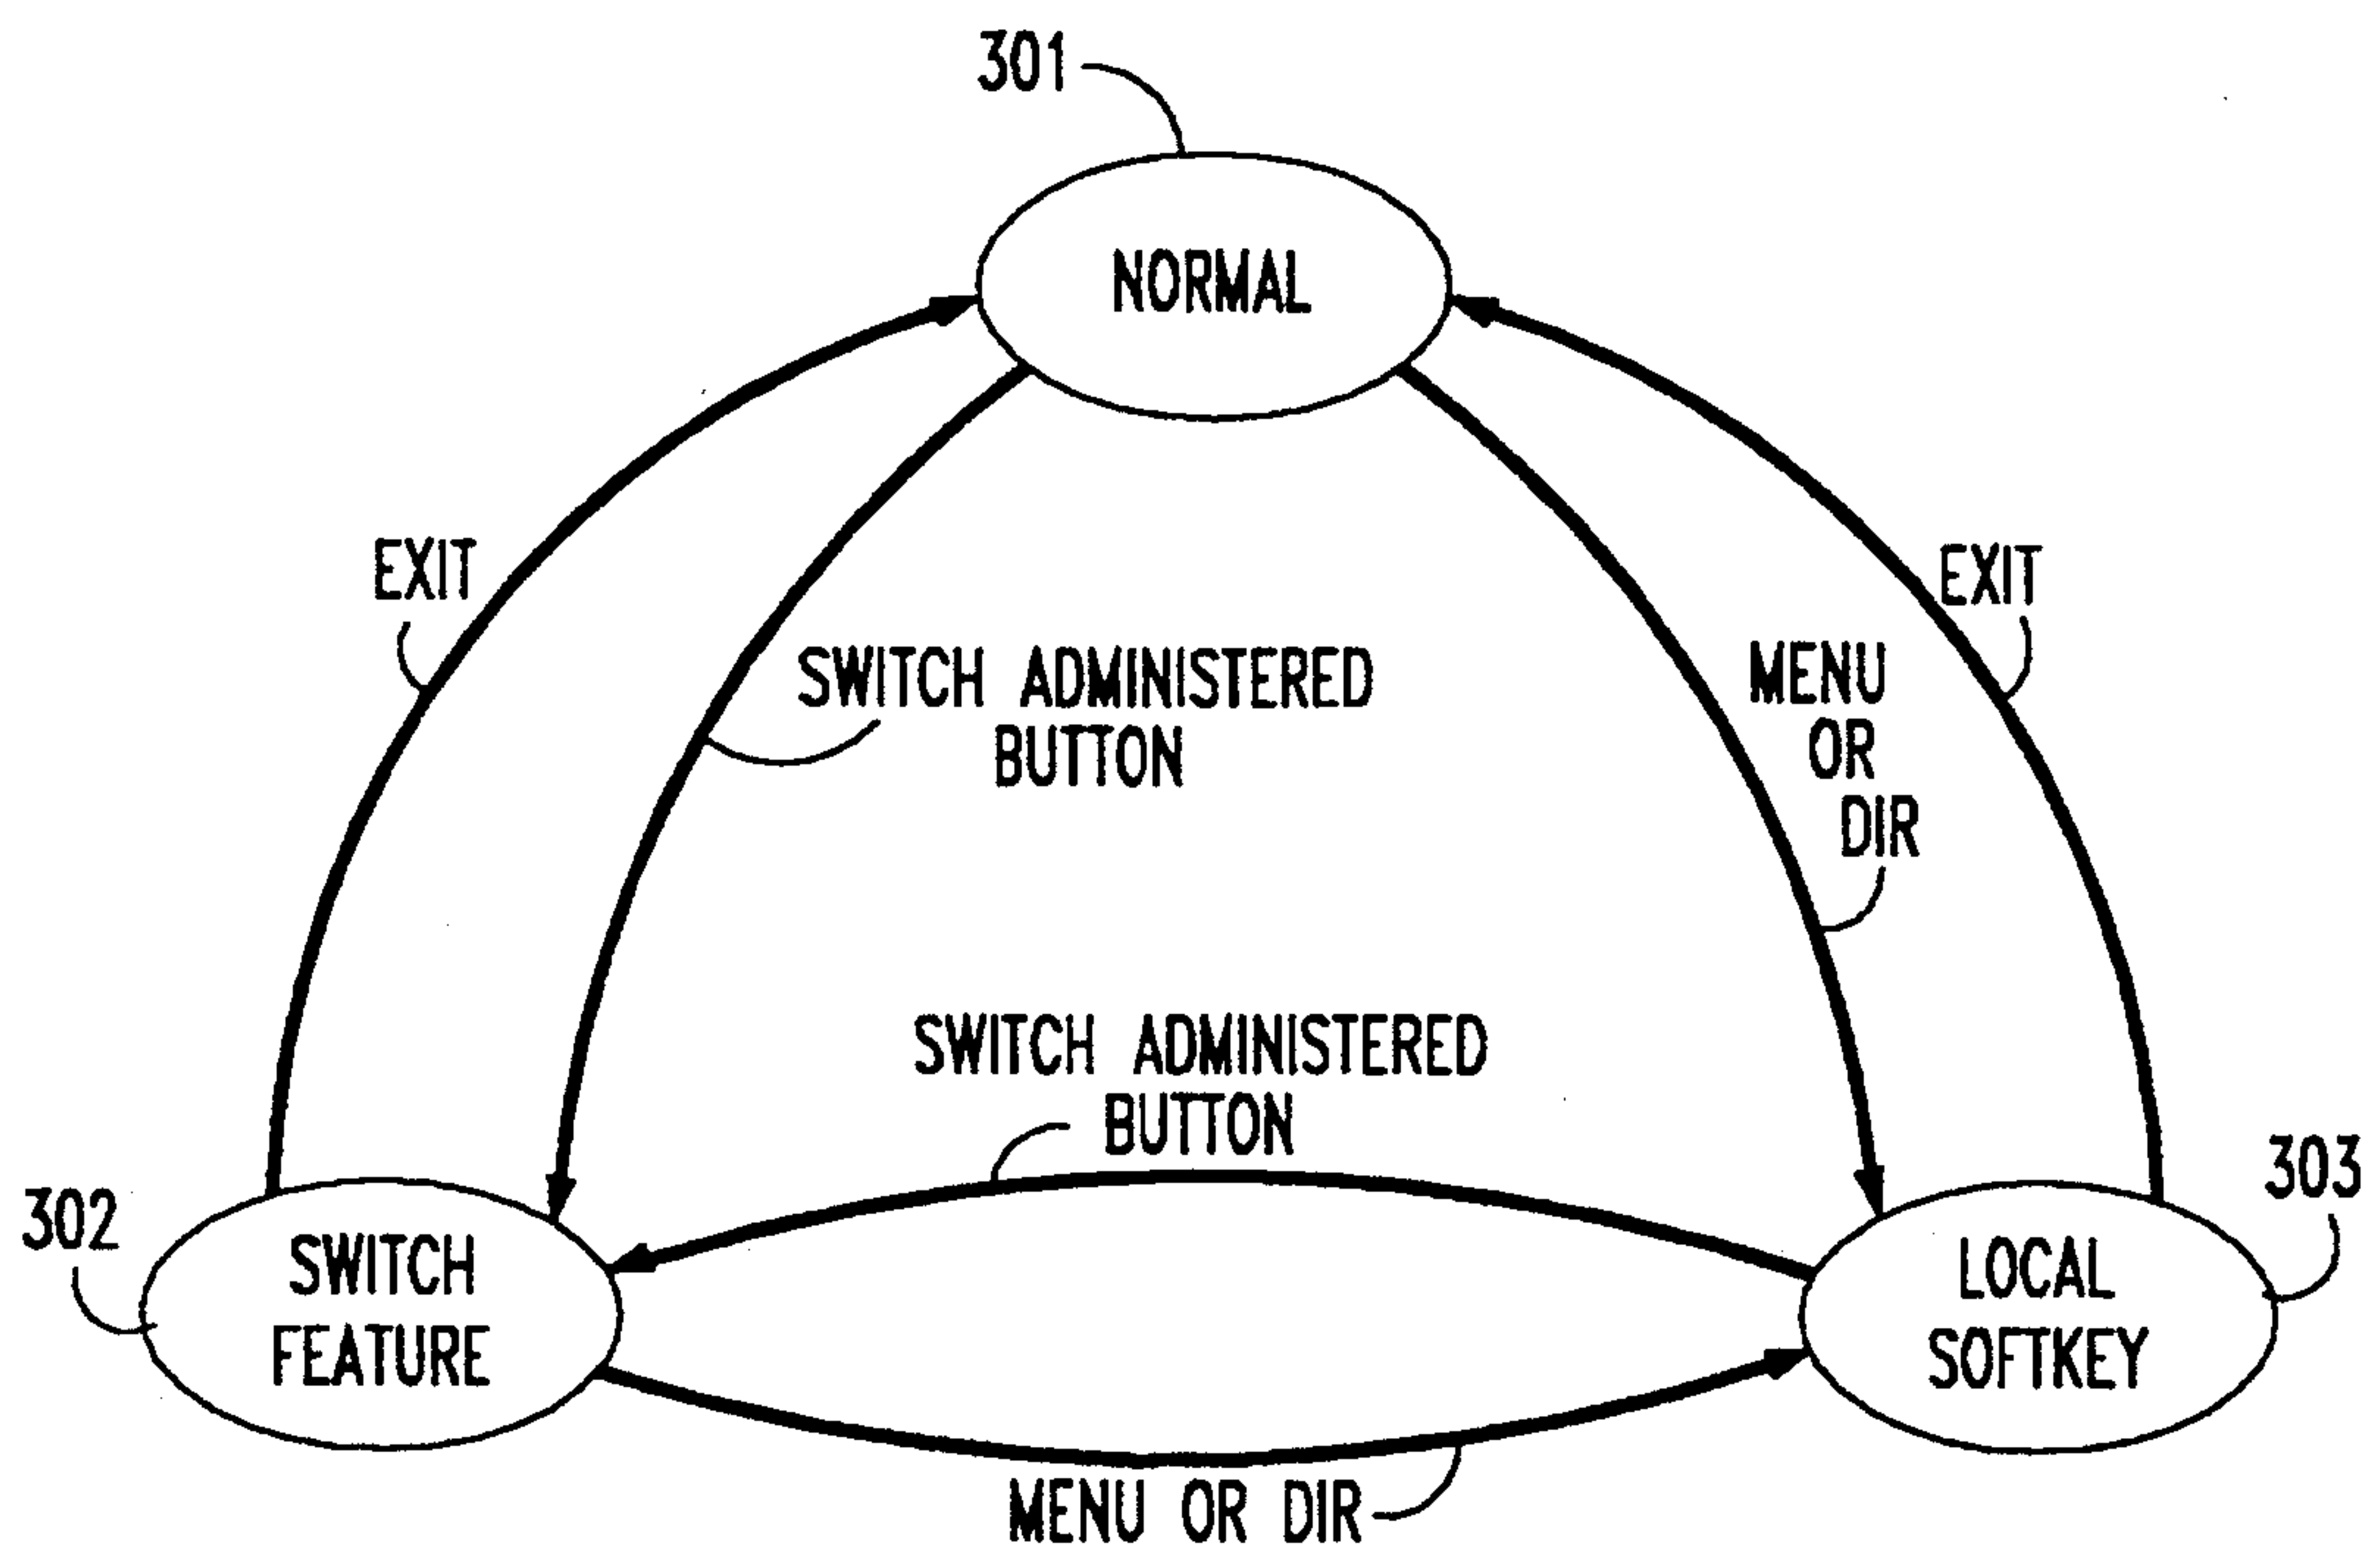 301
NORMAL
EXIT
EXIT
SWITCH ADMINISTERED
BUTTON
MENU
OR
DIR
SWITCH ADMINISTERED
BUTTON
302
303
SWITCH
FEATURE
LOCAL
SOFTKEY
MENU OR DIR